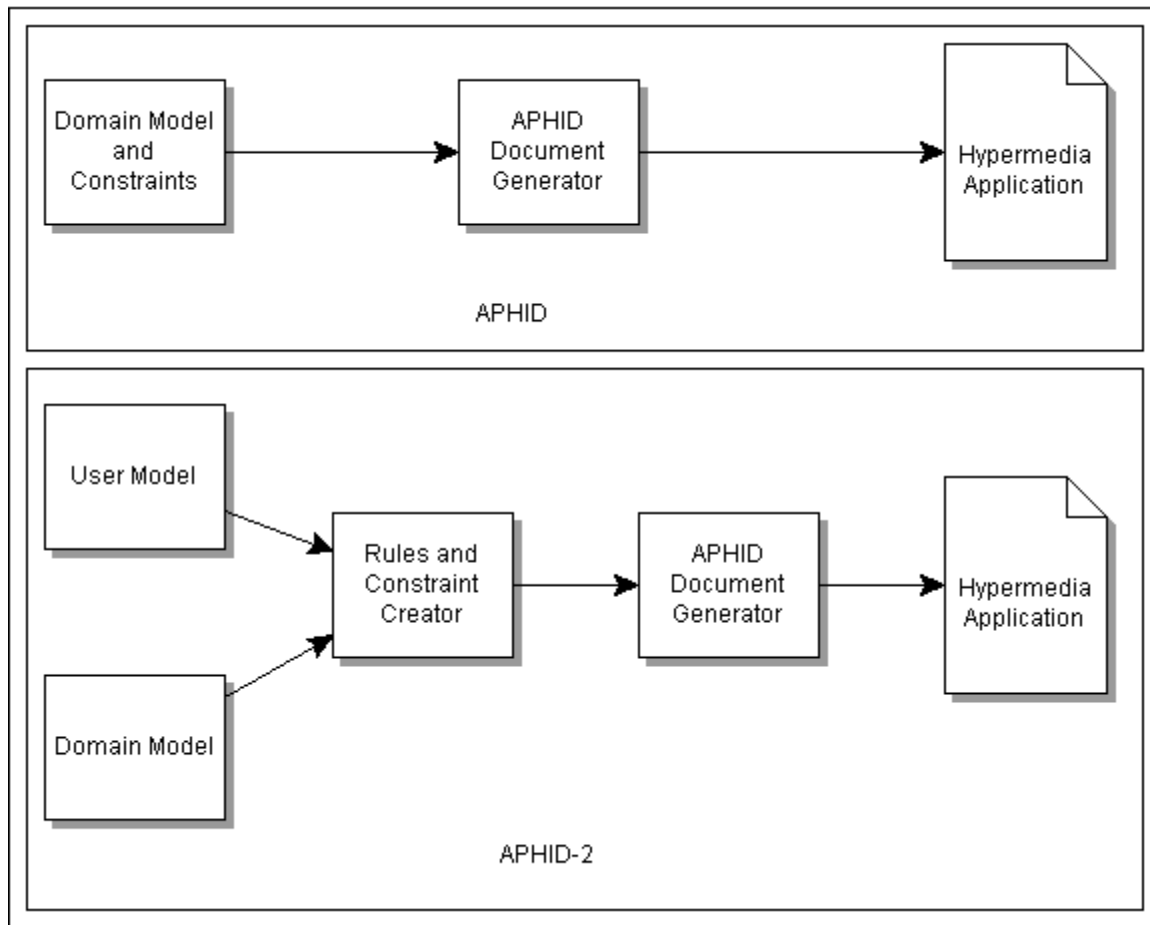 Domain Model
and
Constraints
APHID
Document
Generator
Hypermedia
Application
APHID
User Model
Rules and
Constraint
Creator
APHID
Document
Generator
Hypermedia
Application
Domain Model
APHID-2